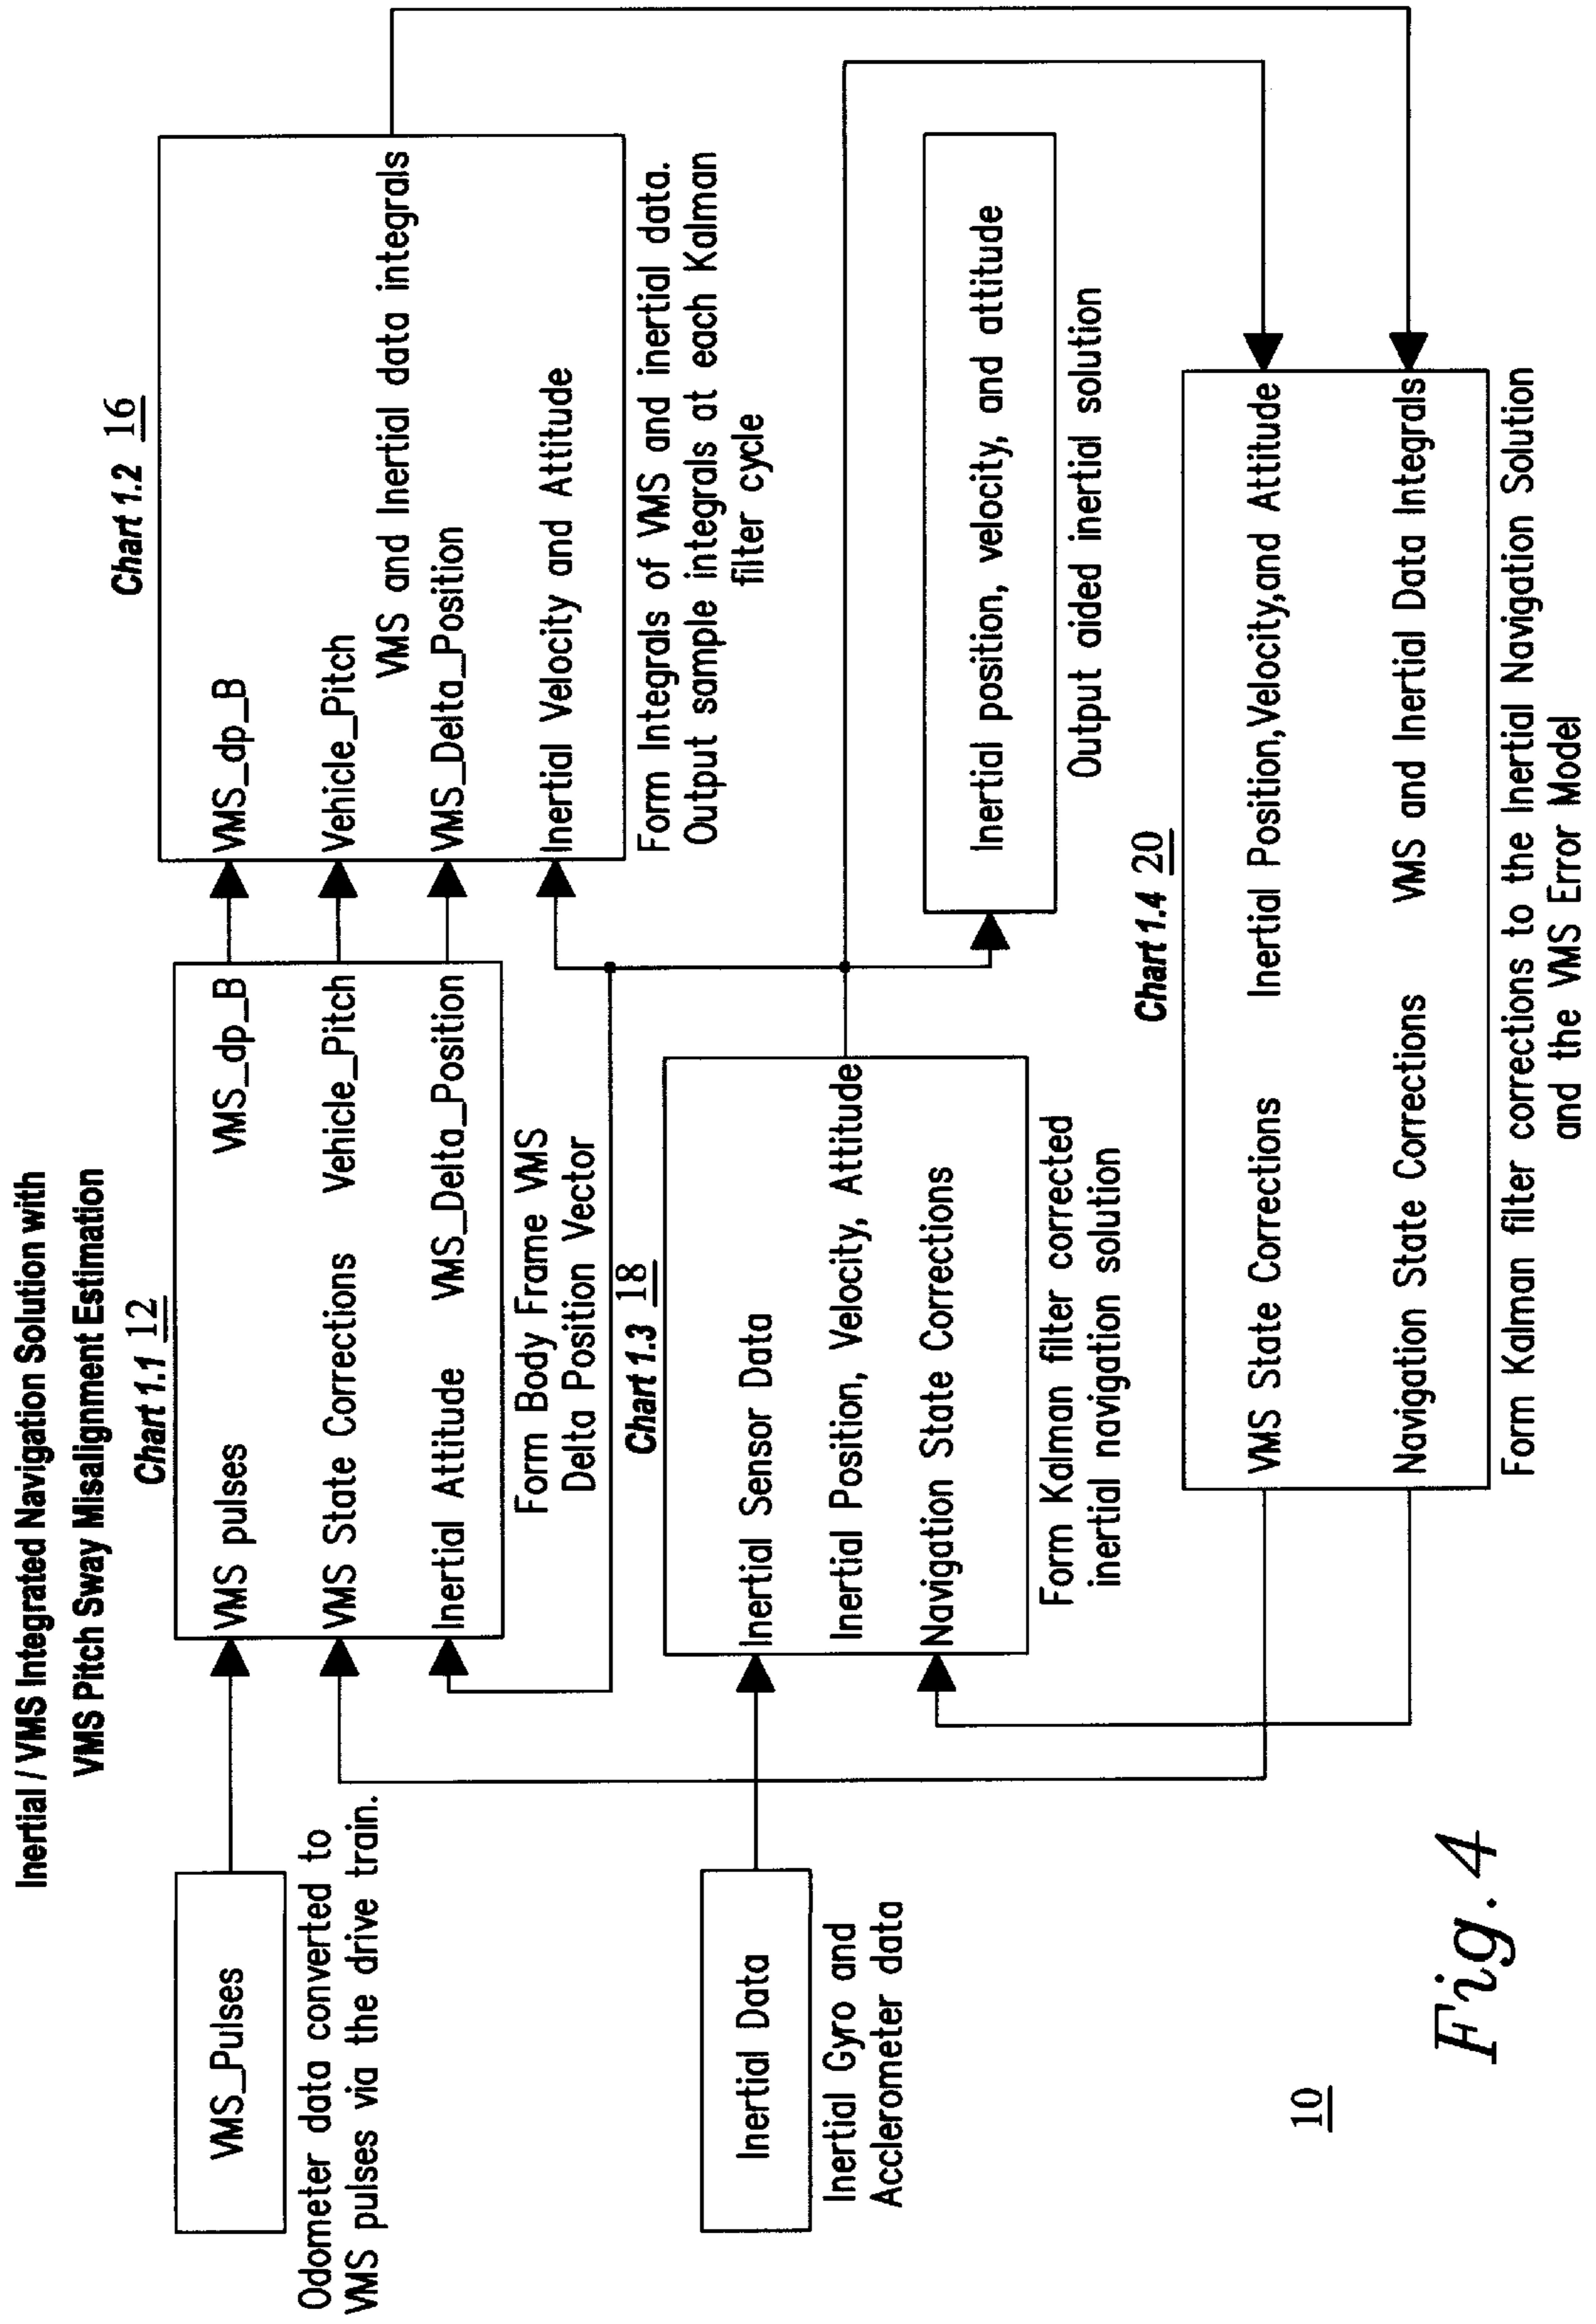 Inertial / VMS Integrated Navigation Solution with
VMS Pitch Sway Misalignment Estimation
VMS_Pulses
Odometer data converted to
VMS pulses via the drive train.
Chart 1.1 12
VMS pulses VMS_dp_B
VMS State Corrections Vehicle_Pitch
Inertial Attitude VMS_Delta_Position
Form Body Frame VMS
Delta Position Vector
Chart 1.2 16
VMS_dp_B
Vehicle_Pitch
VMS and Inertial data integrals
VMS_Delta_Position
Inertial Velocity and Attitude
Form Integrals of VMS and inertial data.
Output sample integrals at each Kalman
filter cycle
Inertial Data
Inertial Gyro and
Acclerometer data
Chart 1.3 18
Inertial Sensor Data
Inertial Position, Velocity, Attitude
Navigation State Corrections
Form Kalman filter corrected
inertial navigation solution
Inertial position, velocity, and attitude
Output aided inertial solution
Chart 1.4 20
VMS State Corrections Inertial Position,Velocity,and Attitude
Navigation State Corrections VMS and Inertial Data Integrals
Form Kalman filter corrections to the Inertial Navigation Solution
and the VMS Error Model
10
Fig. 4